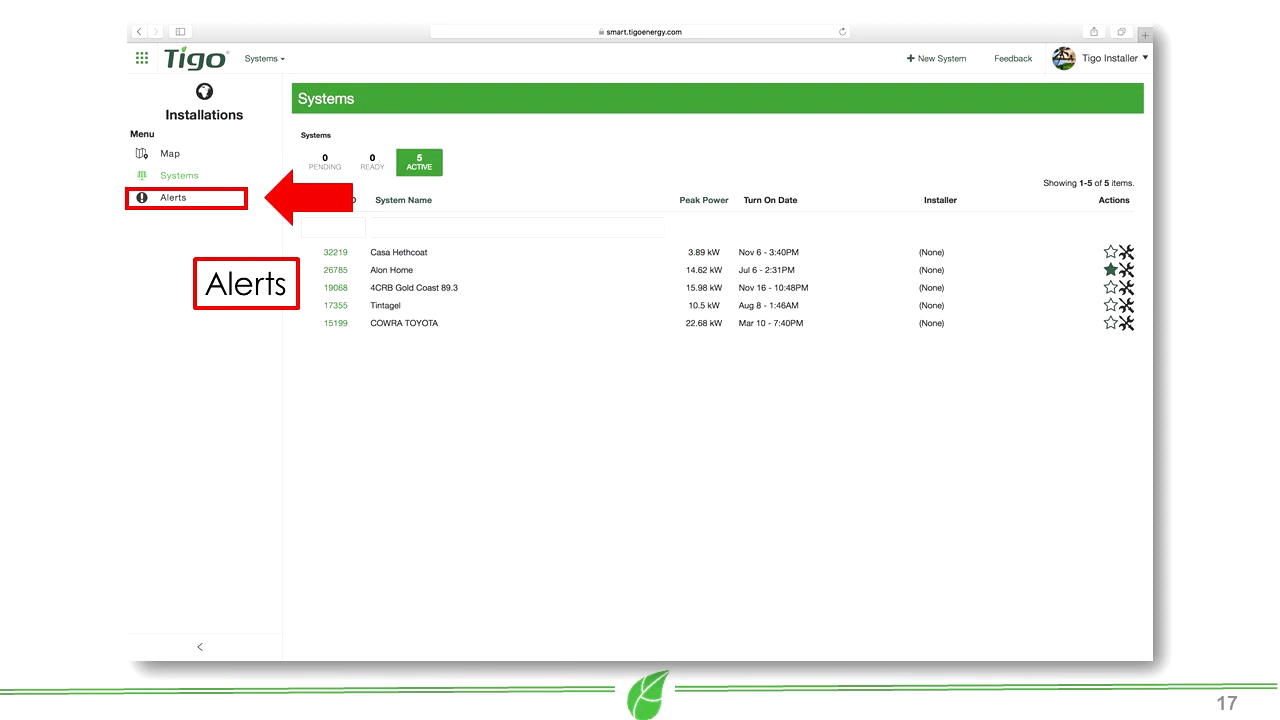 smart.tigoenergy.com
Tigo
Systems
+ New System
Feedback
Tigo Installer
Installations
Menu
Map
Systems
Alerts
Systems
Systems
0 PENDING
0 READY
5 ACTIVE
Showing 1-5 of 5 items.
D System Name Peak Power Turn On Date Installer Actions
32219 Casa Hethcoat 3.89 kW Nov 6 - 3:40PM (None)
26785 Alon Home 14.62 kW Jul 6 - 2:31PM (None)
19068 4CRB Gold Coast 89.3 15.98 kW Nov 16 - 10:48PM (None)
17355 Tintagel 10.5 kW Aug 8 - 1:46AM (None)
15199 COWRA TOYOTA 22.68 kW Mar 10 - 7:40PM (None)
Alerts
17